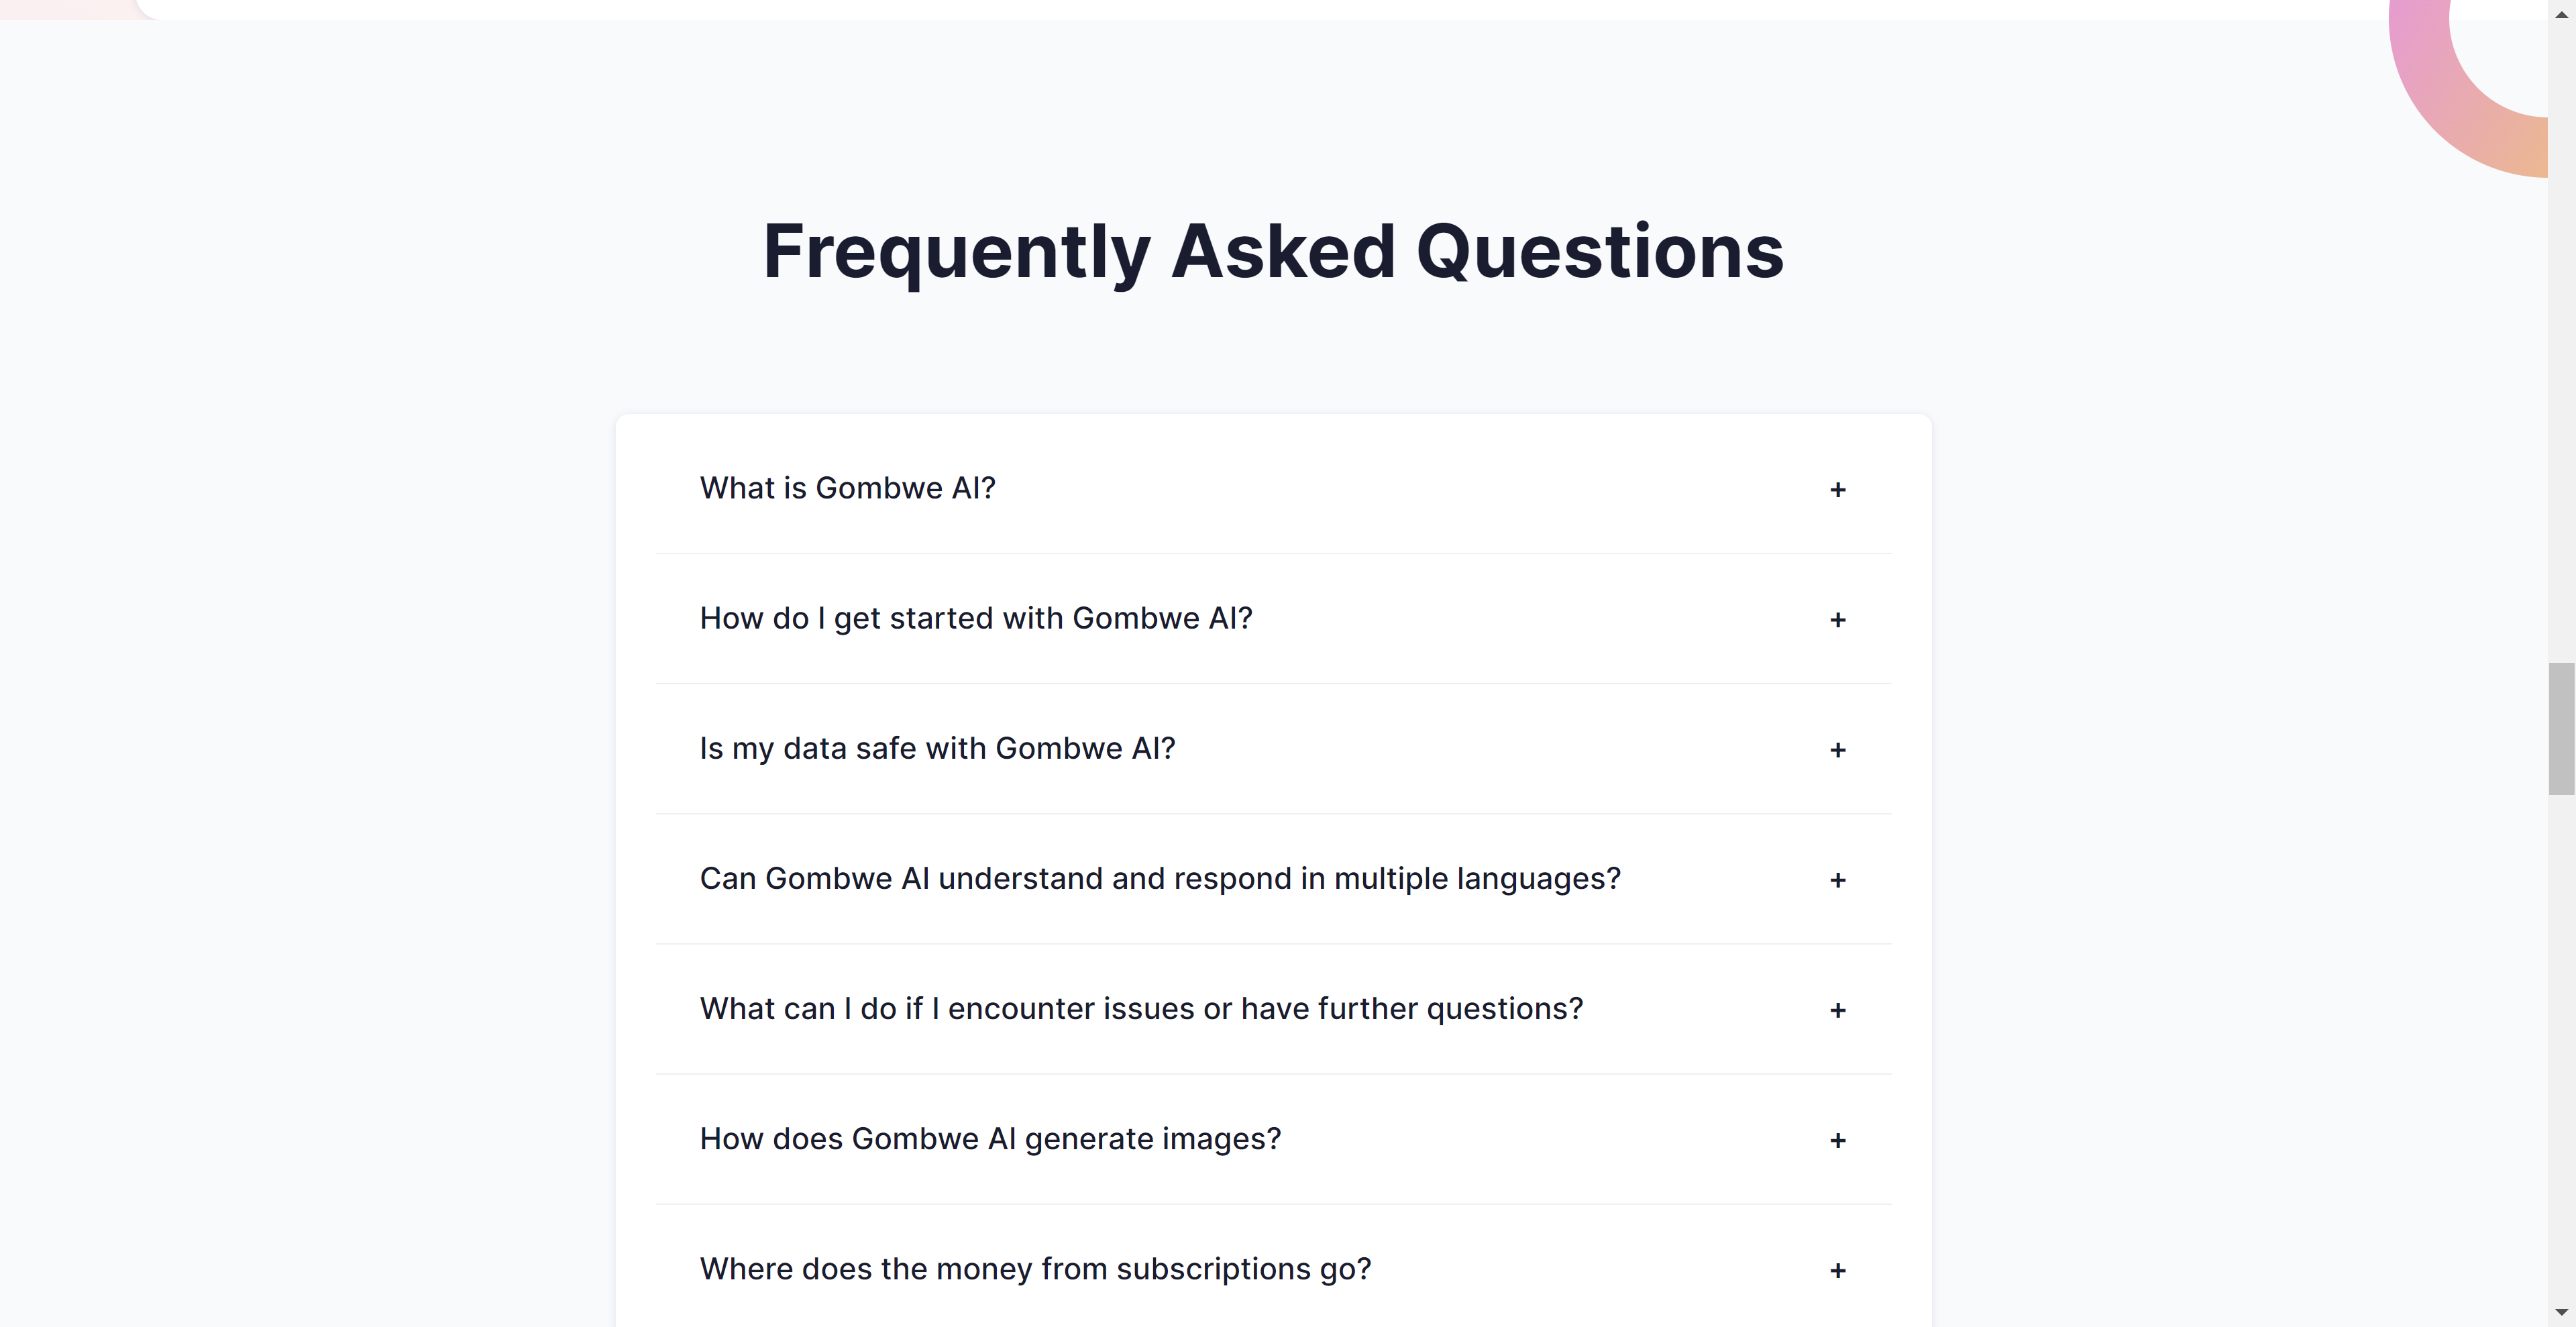 Frequently Asked Questions
What is Gombwe AI?
+
How do I get started with Gombwe AI?
+
Is my data safe with Gombwe AI?
+
Can Gombwe AI understand and respond in multiple languages?
+
What can I do if I encounter issues or have further questions?
+
How does Gombwe AI generate images?
+
Where does the money from subscriptions go?
+